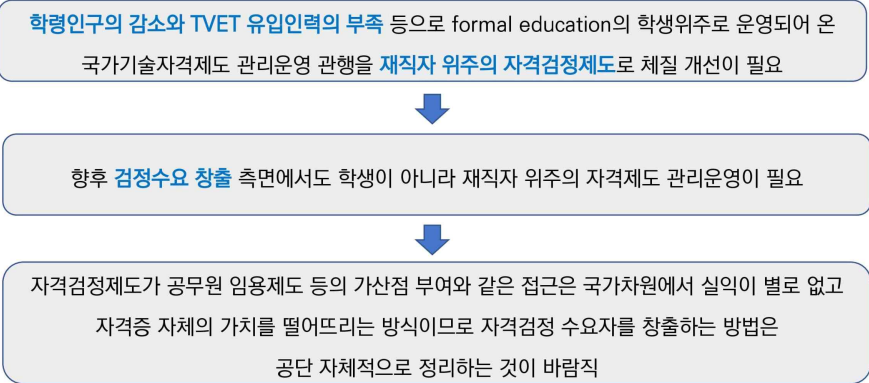 학령인구의 감소와 TVET 유입인력의 부족 등으로 formal education의 학생위주로 운영되어 온
국가기술자격제도 관리운영 관행을 재직자 위주의 자격검정제도로 체질 개선이 필요
향후 검정수요 창출 측면에서도 학생이 아니라 재직자 위주의 자격제도 관리운영이 필요
자격검정제도가 공무원 임용제도 등의 가산점 부여와 같은 접근은 국가차원에서 실익이 별로 없고
자격증 자체의 가치를 떨어뜨리는 방식이므로 자격검정 수요자를 창출하는 방법은
공단 자체적으로 정리하는 것이 바람직